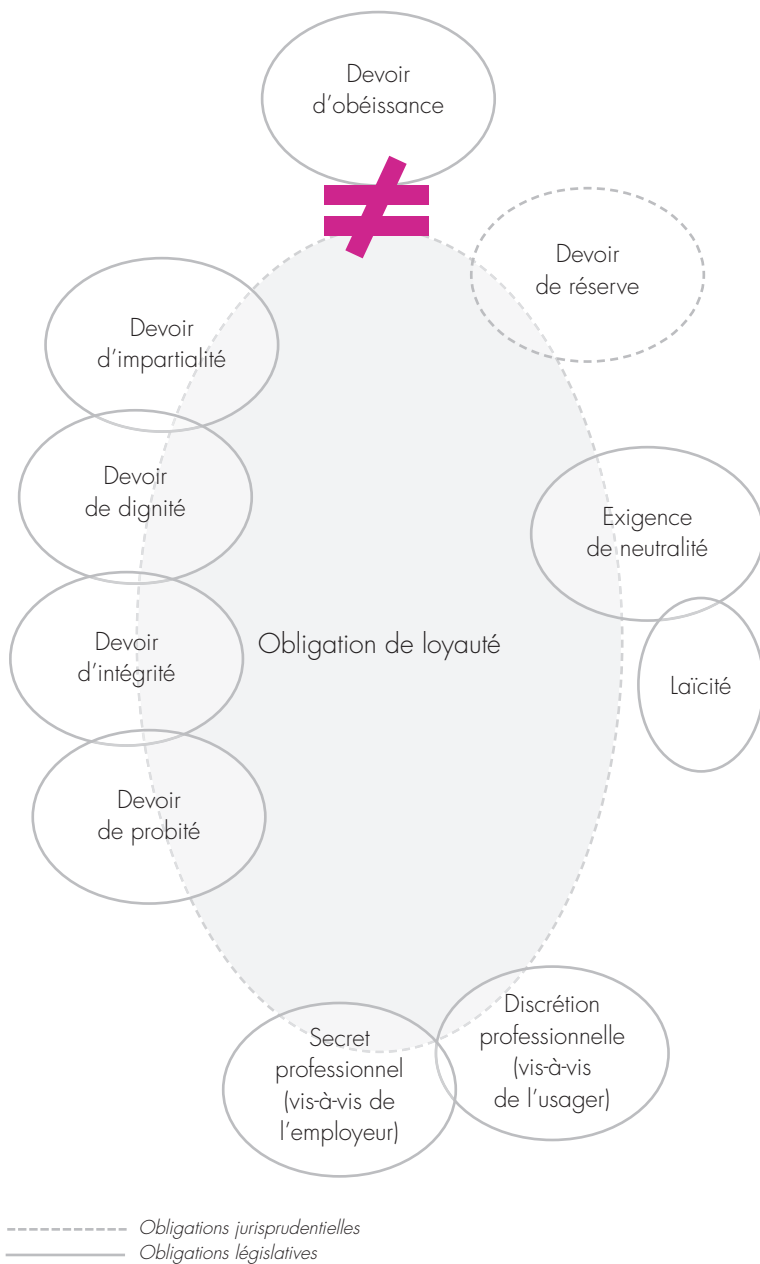 Devoir
d'obéissance
≠
Devoir
de réserve
Devoir
d'impartialité
Devoir
de dignité
Exigence
de neutralité
Devoir
d'intégrité
Obligation de loyauté
Laïcité
Devoir
de probité
Secret
professionnel
(vis-à-vis de
l'employeur)
Discrétion
professionnelle
(vis-à-vis
de l'usager)
Obligations jurisprudentielles
Obligations législatives